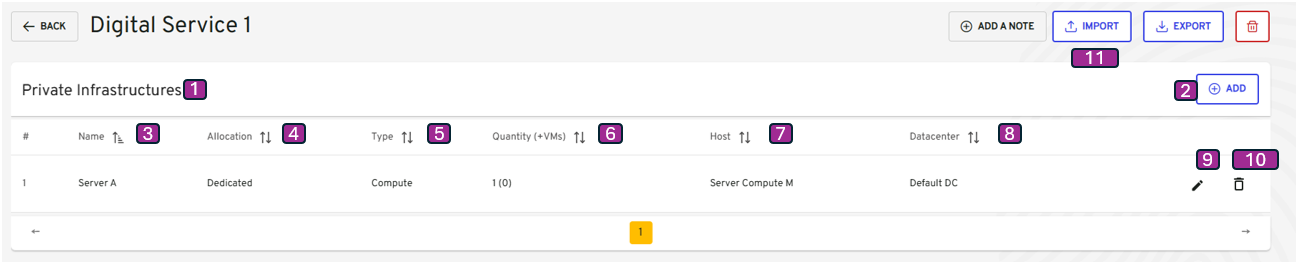 ← BACK Digital Service 1 ADD A NOTE IMPORT EXPORT
11
Private Infrastructures 1 2 ADD
# Name 3 Allocation 4 Type 5 Quantity (+VMs) 6 Host 7 Datacenter 8
9 10
1 Server A Dedicated Compute 1 (0) Server Compute M Default DC
← 1 →